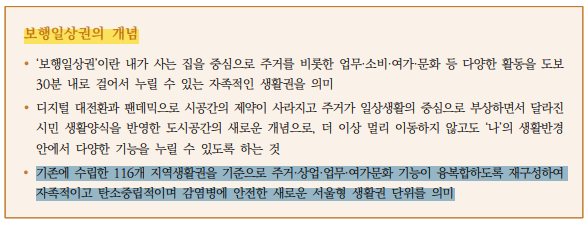 보행일상권의 개념
• ‘보행일상권’이란 내가 사는 집을 중심으로 주거를 비롯한 업무·소비·여가·문화 등 다양한 활동을 도보
30분 내로 걸어서 누릴 수 있는 자족적인 생활권을 의미
• 디지털 대전환과 팬데믹으로 시공간의 제약이 사라지고 주거가 일상생활의 중심으로 부상하면서 달라진
시민 생활양식을 반영한 도시공간의 새로운 개념으로, 더 이상 멀리 이동하지 않고도 ‘나’의 생활반경
안에서 다양한 기능을 누릴 수 있도록 하는 것
• 기존에 수립한 116개 지역생활권을 기준으로 주거·상업·업무·여가문화 기능이 융복합하도록 재구성하여
자족적이고 탄소중립적이며 감염병에 안전한 새로운 서울형 생활권 단위를 의미